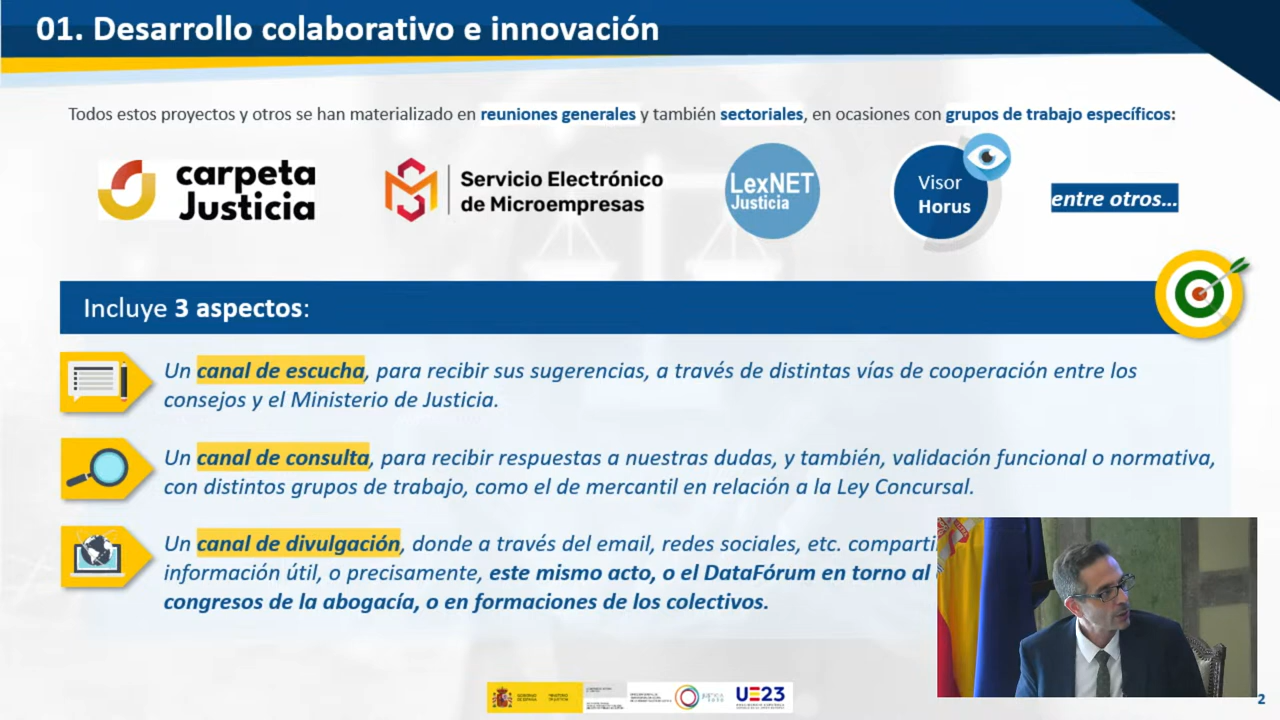 01. Desarrollo colaborativo e innovación
Todos estos proyectos y otros se han materializado en reuniones generales y también sectoriales, en ocasiones con grupos de trabajo específicos:
carpeta
Justicia
Servicio Electrónico
de Microempresas
LexNET
Justicia
Visor
Horus
entre otros...
Incluye 3 aspectos:
Un canal de escucha, para recibir sus sugerencias, a través de distintas vías de cooperación entre los
consejos y el Ministerio de Justicia.
Un canal de consulta, para recibir respuestas a nuestras dudas, y también, validación funcional o normativa,
con distintos grupos de trabajo, como el de mercantil en relación a la Ley Concursal.
Un canal de divulgación, donde a través del email, redes sociales, etc. comparti
información útil, o precisamente, este mismo acto, o el DataFórum en torno al
congresos de la abogacía, o en formaciones de los colectivos.
GOBIERNO
DE ESPAÑA
MINISTERIO
DE JUSTICIA
UE23
2